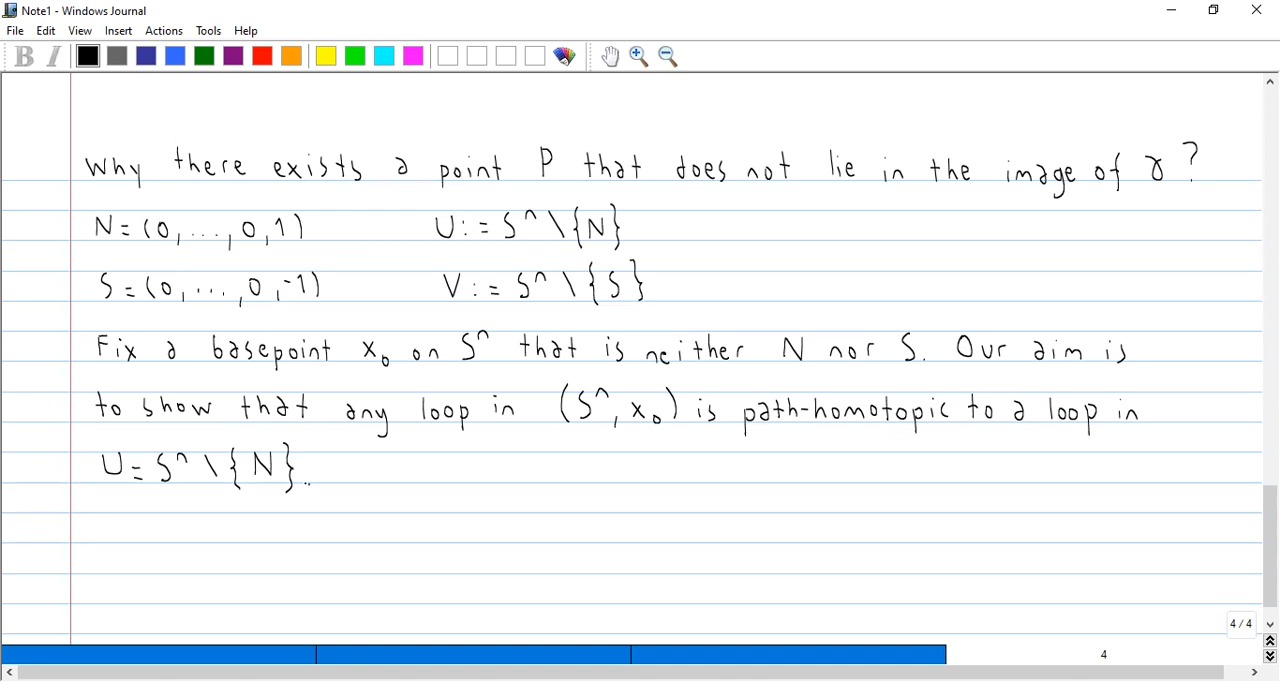 Note1 - Windows Journal
File Edit View Insert Actions Tools Help
B I
Why there exists a point P that does not lie in the image of γ ?
N = (0, ..., 0, 1) U := S^n \ {N}
S = (0, ..., 0, -1) V := S^n \ {S}
Fix a basepoint x₀ on S^n that is neither N nor S. Our aim is
to show that any loop in (S^n, x₀) is path-homotopic to a loop in
U = S^n \ {N}.
4 / 4
4